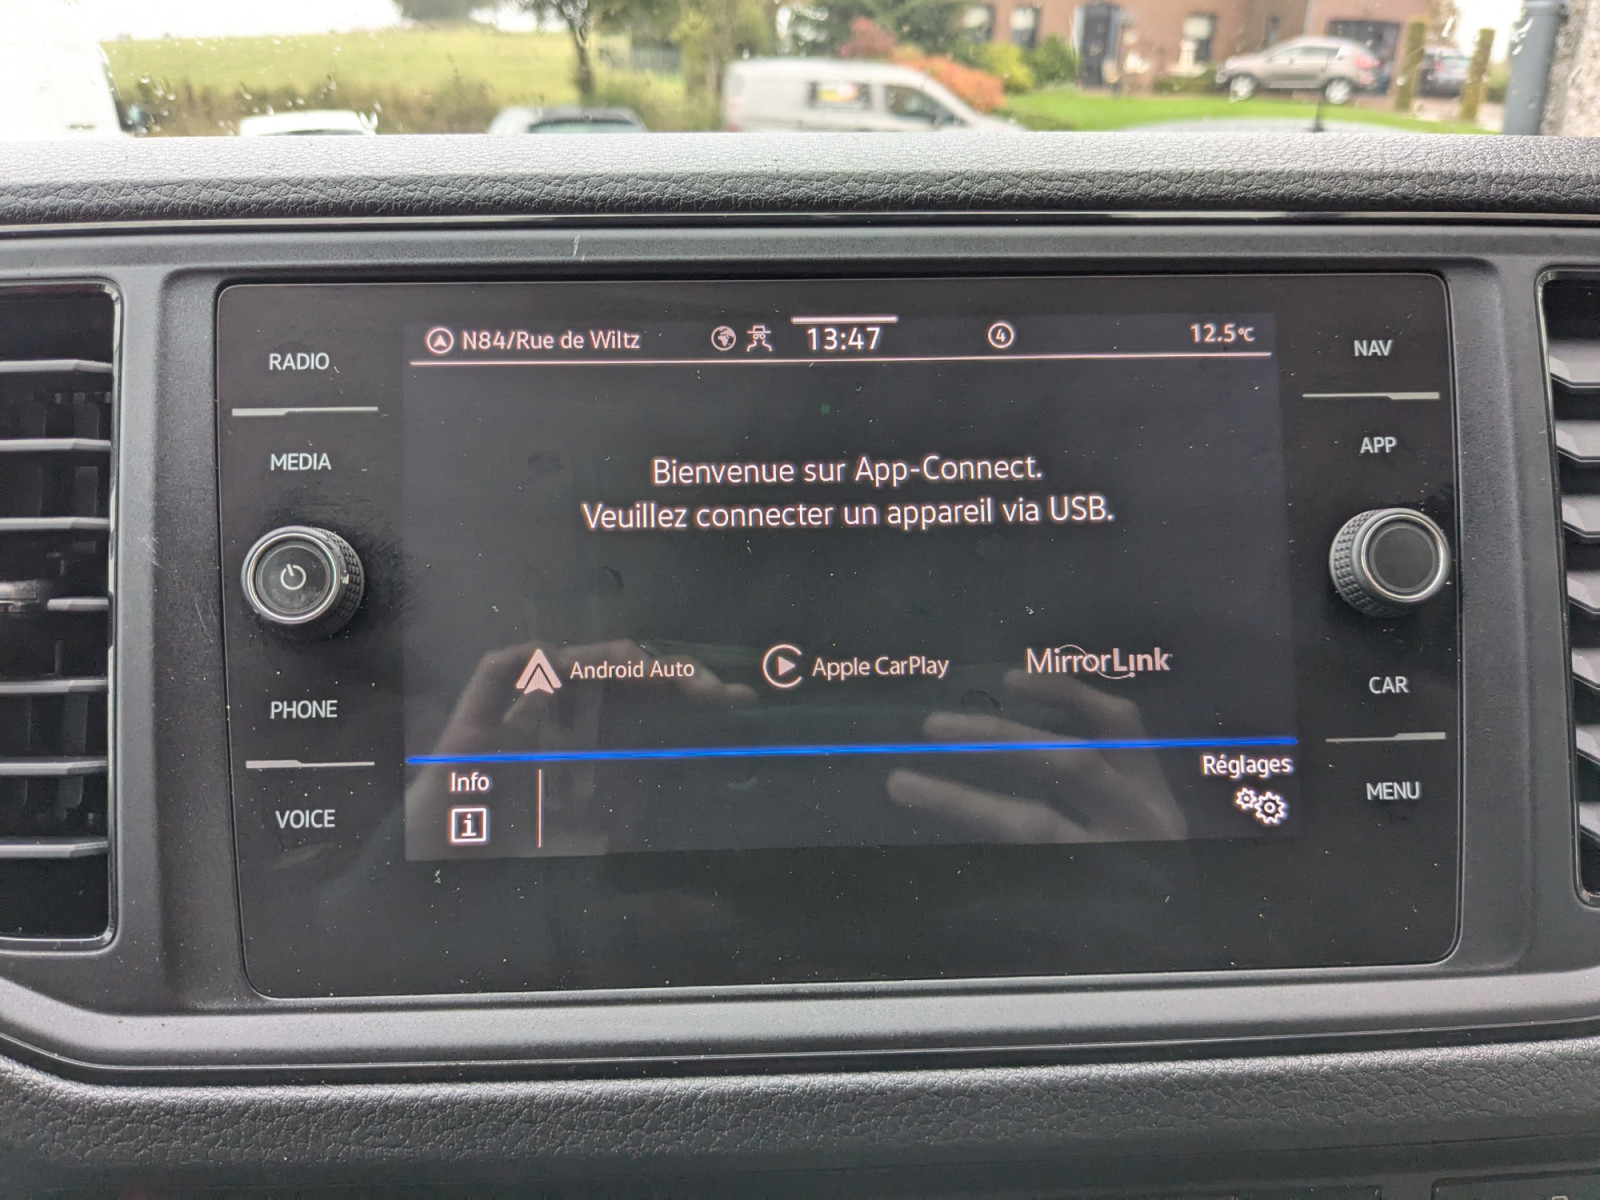 N84/Rue de Wiltz 13:47 4 12.5°C
RADIO
MEDIA
PHONE
VOICE
Bienvenue sur App-Connect.
Veuillez connecter un appareil via USB.
Android Auto Apple CarPlay MirrorLink
Info
i
Réglages
NAV
APP
CAR
MENU